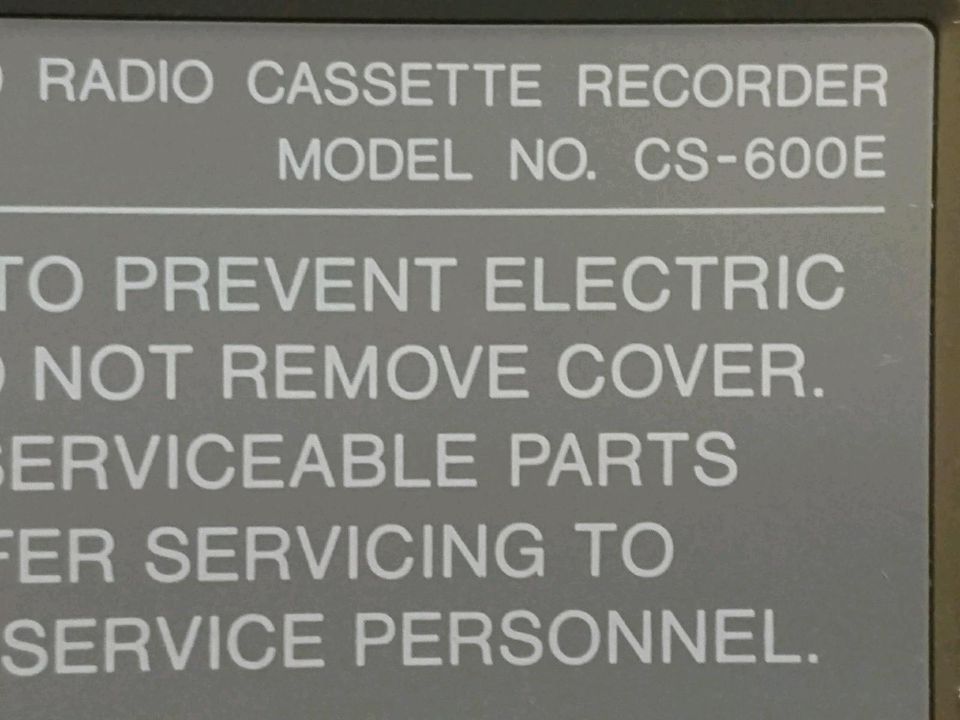 RADIO CASSETTE RECORDER
MODEL NO. CS-600E
TO PREVENT ELECTRIC
NOT REMOVE COVER.
SERVICEABLE PARTS
SERVICING TO
SERVICE PERSONNEL.